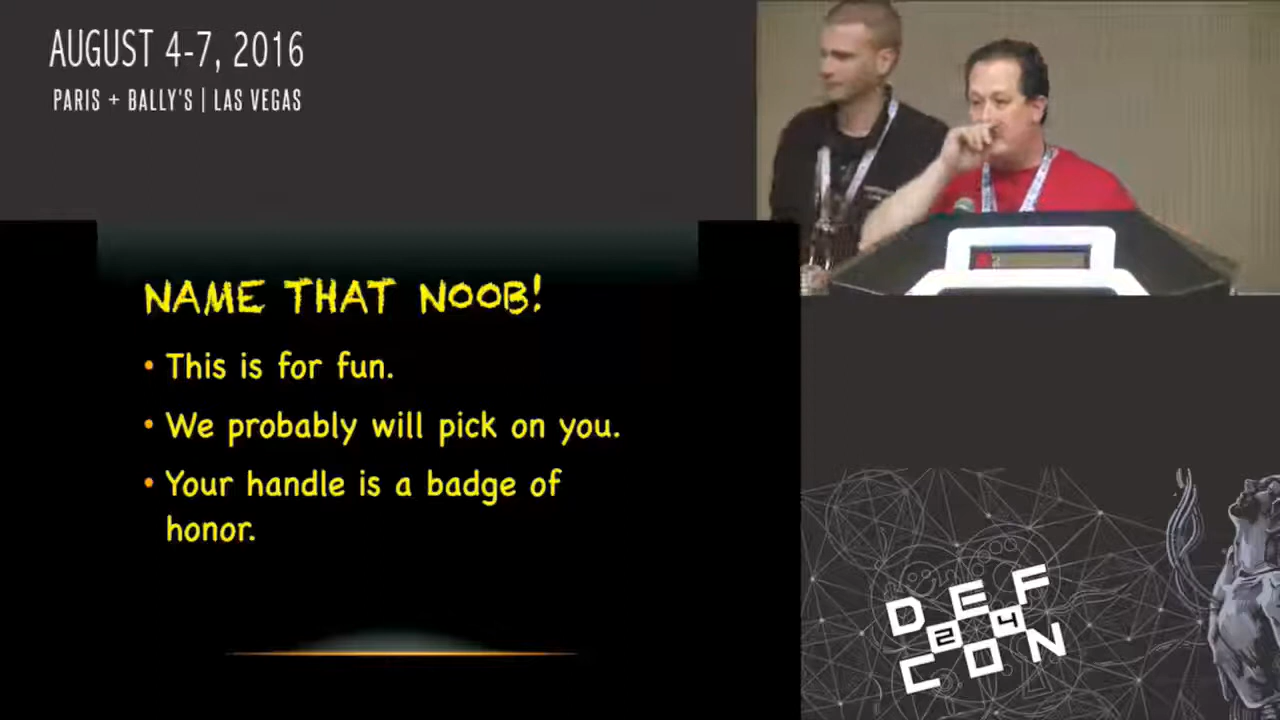 AUGUST 4-7, 2016
PARIS + BALLY'S | LAS VEGAS
NAME THAT NOOB!
• This is for fun.
• We probably will pick on you.
• Your handle is a badge of
honor.
DEF
24
CON